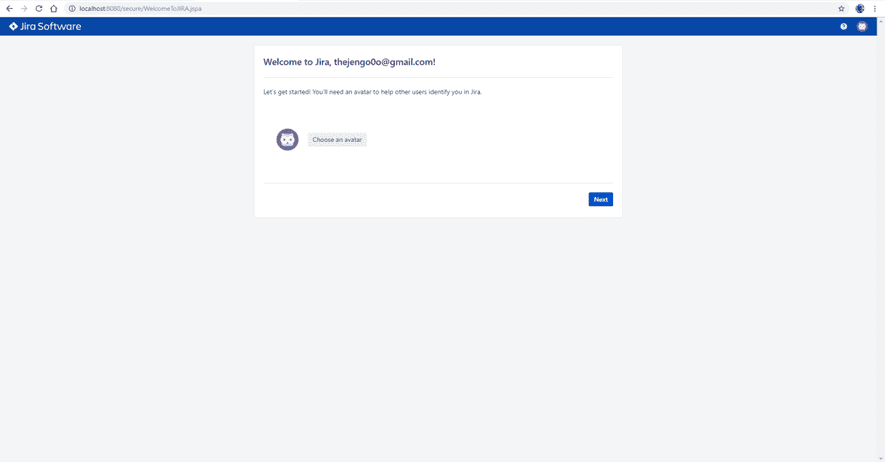 localhost:8080/secure/WelcomeToJIRA.jspa
Jira Software
Welcome to Jira, thejengo0o@gmail.com!
Let's get started! You'll need an avatar to help other users identify you in Jira.
Choose an avatar
Next